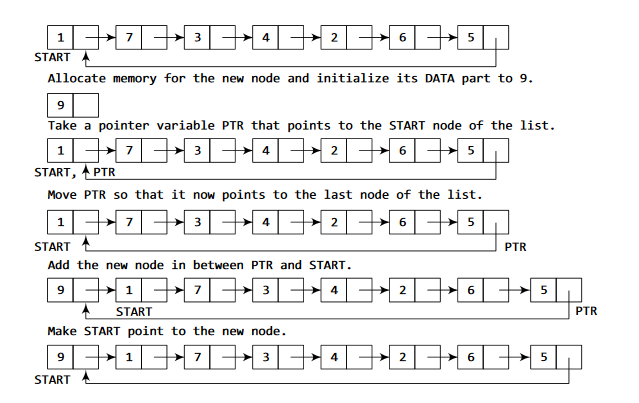 1 7 3 4 2 6 5
START
Allocate memory for the new node and initialize its DATA part to 9.
9
Take a pointer variable PTR that points to the START node of the list.
1 7 3 4 2 6 5
START, PTR
Move PTR so that it now points to the last node of the list.
1 7 3 4 2 6 5
START PTR
Add the new node in between PTR and START.
9 1 7 3 4 2 6 5
START PTR
Make START point to the new node.
9 1 7 3 4 2 6 5
START